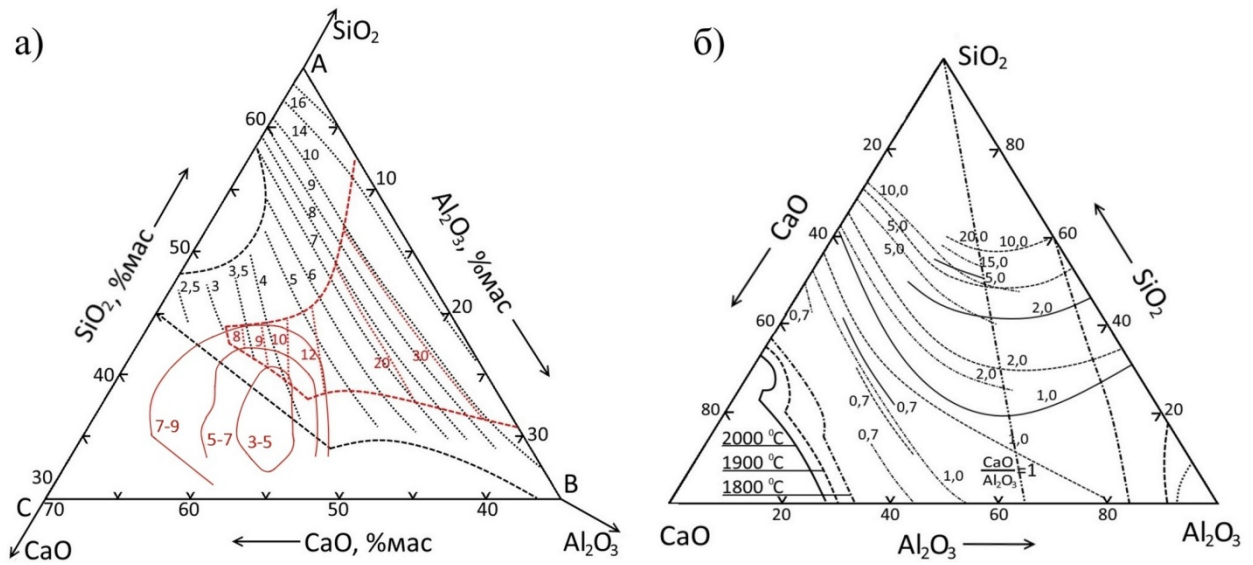 а)
SiO₂
A
60
50
40
30
SiO₂, %мас
16
14
10
9
8
7
6
5
4
3,5
3
2,5
10
20
30
Al₂O₃, %мас
8
9
10
12
20
30
7-9
5-7
3-5
C
70
60
50
40
B
CaO
CaO, %мас
Al₂O₃
б)
SiO₂
20
40
60
80
CaO
80
60
40
20
SiO₂
10,0
5,0
5,0
20,0
10,0
15,0
5,0
2,0
2,0
2,0
1,0
0,7
0,7
0,7
0,7
1,0
1,0
2000 ⁰C
1900 ⁰C
1800 ⁰C
CaO
Al₂O₃
=1
20
40
60
80
CaO
Al₂O₃
Al₂O₃